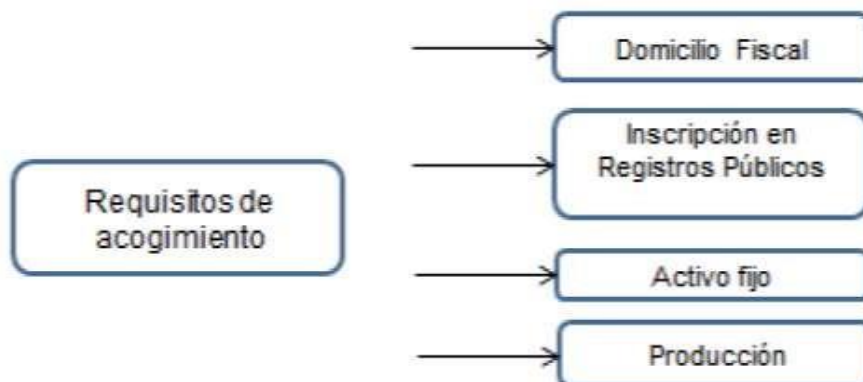 Requisitos de
acogimiento
Domicilio Fiscal
Inscripción en
Registros Públicos
Activo fijo
Producción